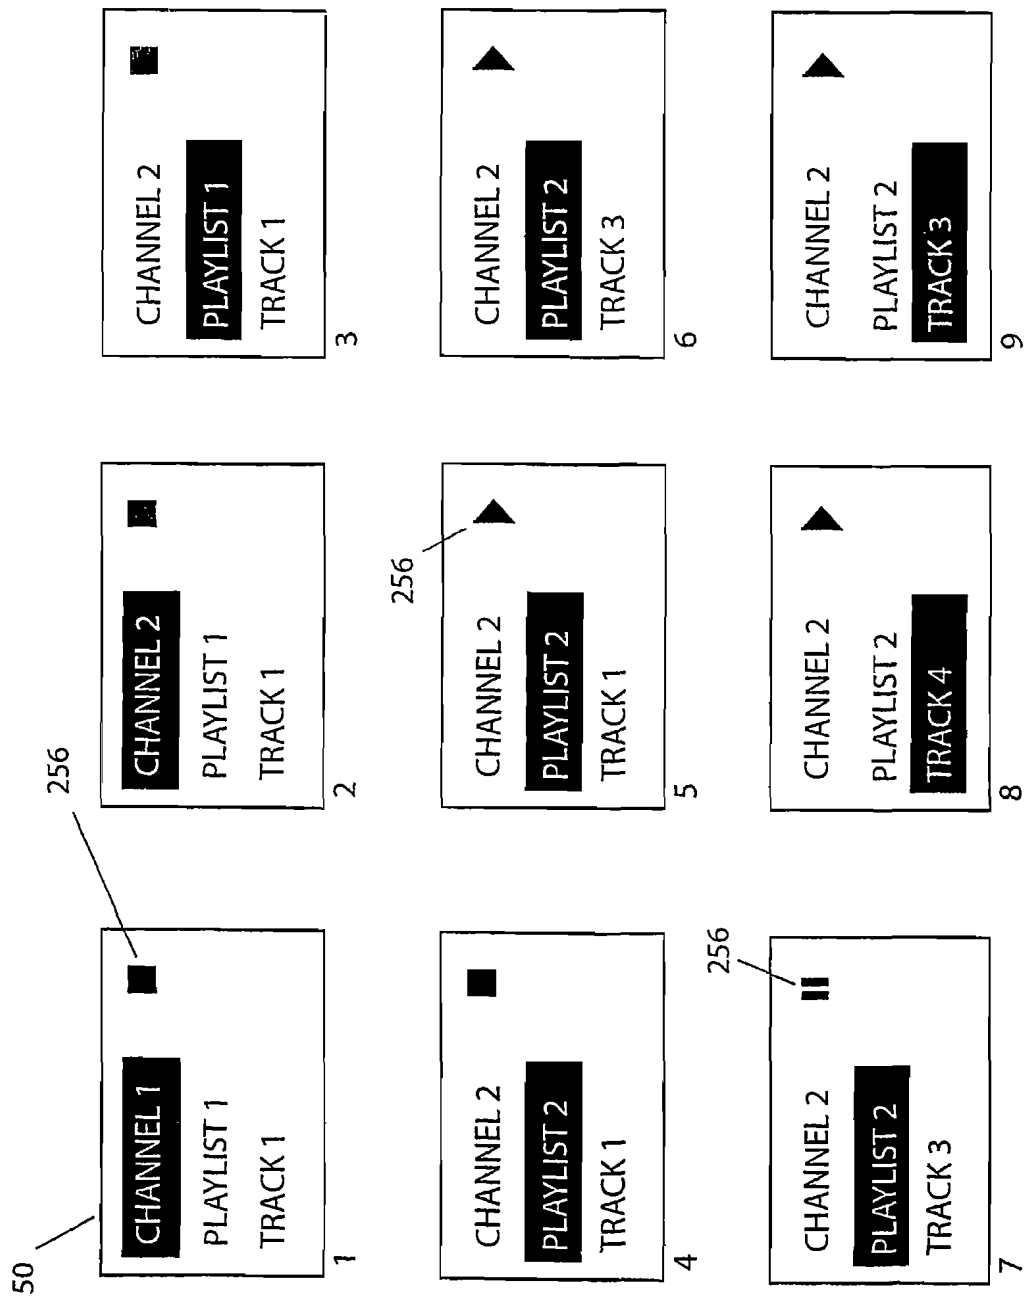 50
256
CHANNEL 1
PLAYLIST 1
TRACK 1
1
CHANNEL 2
PLAYLIST 1
TRACK 1
2
CHANNEL 2
PLAYLIST 1
TRACK 1
3
CHANNEL 2
PLAYLIST 2
TRACK 1
4
256
CHANNEL 2
PLAYLIST 2
TRACK 1
5
CHANNEL 2
PLAYLIST 2
TRACK 3
6
256
CHANNEL 2
PLAYLIST 2
TRACK 3
7
CHANNEL 2
PLAYLIST 2
TRACK 4
8
CHANNEL 2
PLAYLIST 2
TRACK 3
9